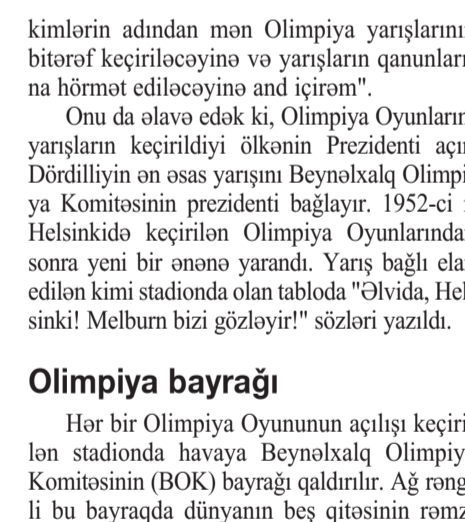 kimlərin adından mən Olimpiya yarışlarını
bitərəf keçiriləcəyinə və yarışların qanunları
na hörmət ediləcəyinə and içirəm".
Onu da əlavə edək ki, Olimpiya Oyunların
yarışların keçirildiyi ölkənin Prezidenti açı
Dördilliyin ən əsas yarışını Beynəlxalq Olimpi
ya Komitəsinin prezidenti bağlayır. 1952-ci
Helsinkidə keçirilən Olimpiya Oyunlarında
sonra yeni bir ənənə yarandı. Yarış bağlı ela
edilən kimi stadionda olan tabloda "Əlvida, Hel
sinki! Melburn bizi gözləyir!" sözləri yazıldı.
Olimpiya bayrağı
Hər bir Olimpiya Oyununun açılışı keçiri
lən stadionda havaya Beynəlxalq Olimpiy
Komitəsinin (BOK) bayrağı qaldırılır. Ağ rəng
li bu bayraqda dünyanın beş qitəsinin rəmz